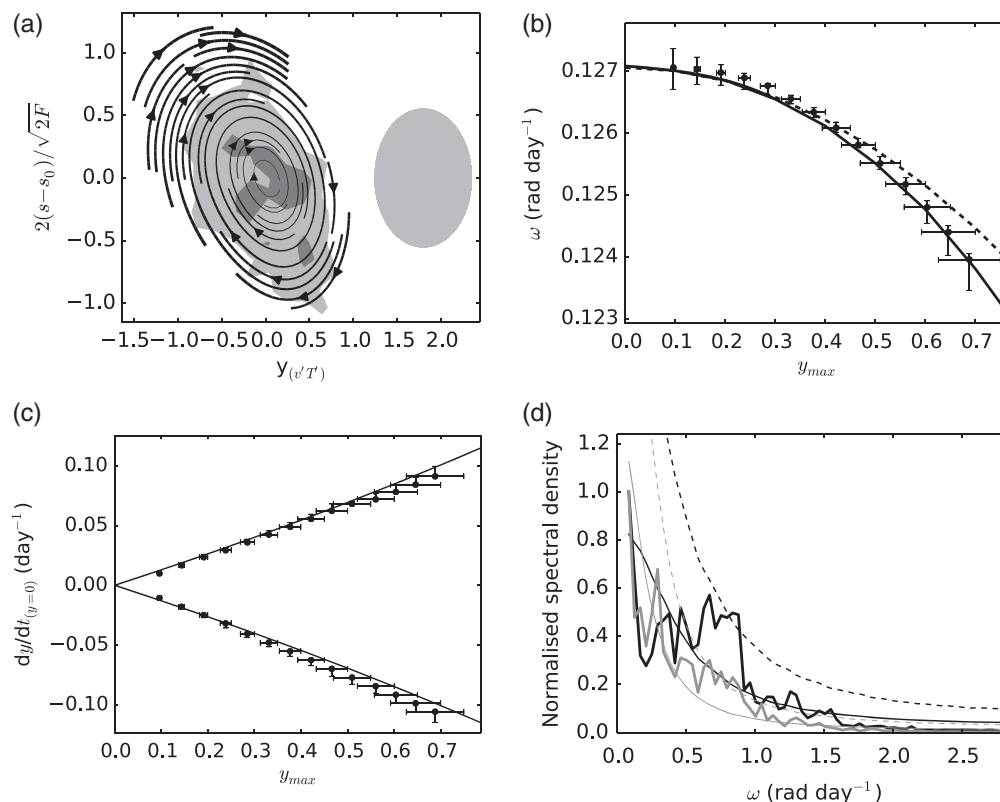 (a)
1.0
0.5
0.0
−0.5
−1.0
2(s−s₀)/√2F
−1.5 −1.0 −0.5 0.0 0.5 1.0 1.5 2.0
y(v′T′)
(b)
0.127
0.126
0.125
0.124
0.123
ω (rad day⁻¹)
0.0 0.1 0.2 0.3 0.4 0.5 0.6 0.7
ymax
(c)
0.10
0.05
0.00
−0.05
−0.10
dy/dt(y=0) (day⁻¹)
0.0 0.1 0.2 0.3 0.4 0.5 0.6 0.7
ymax
(d)
1.2
1.0
0.8
0.6
0.4
0.2
0.0
Normalised spectral density
0.0 0.5 1.0 1.5 2.0 2.5
ω (rad day⁻¹)